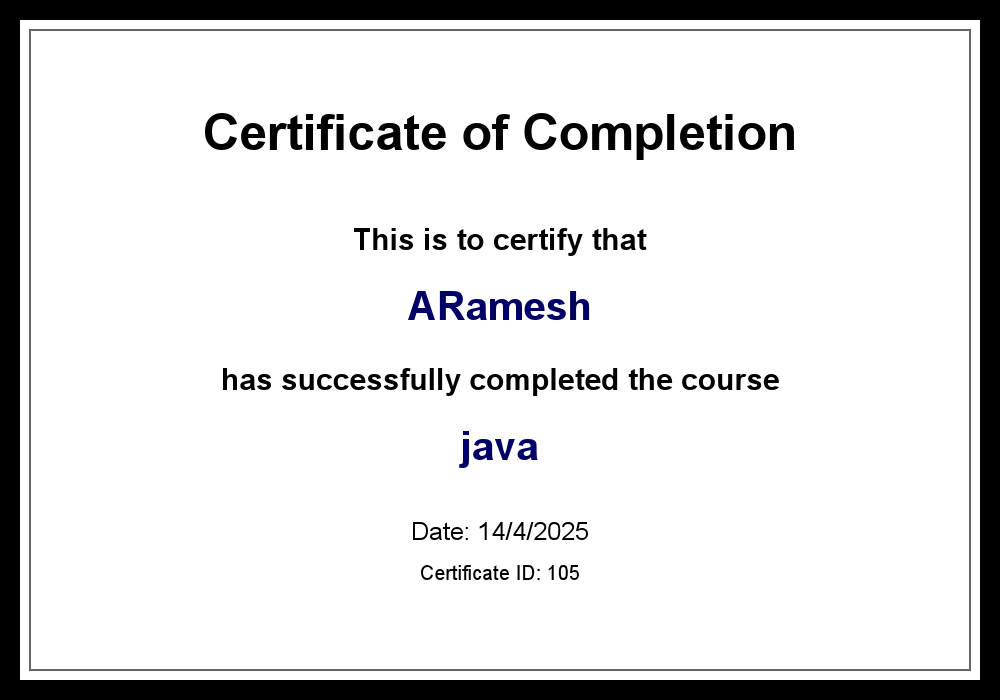 Certificate of Completion
This is to certify that
ARamesh
has successfully completed the course
java
Date: 14/4/2025
Certificate ID: 105